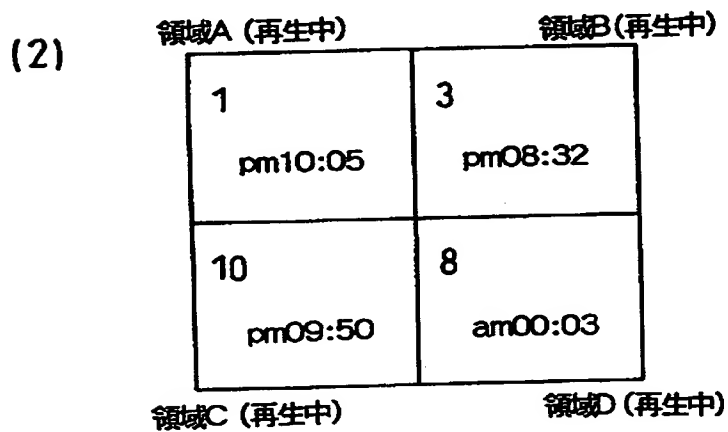 (2)
領域A (再生中) 領域B (再生中)
1 3
pm10:05 pm08:32
10 8
pm09:50 am00:03
領域C (再生中) 領域D (再生中)